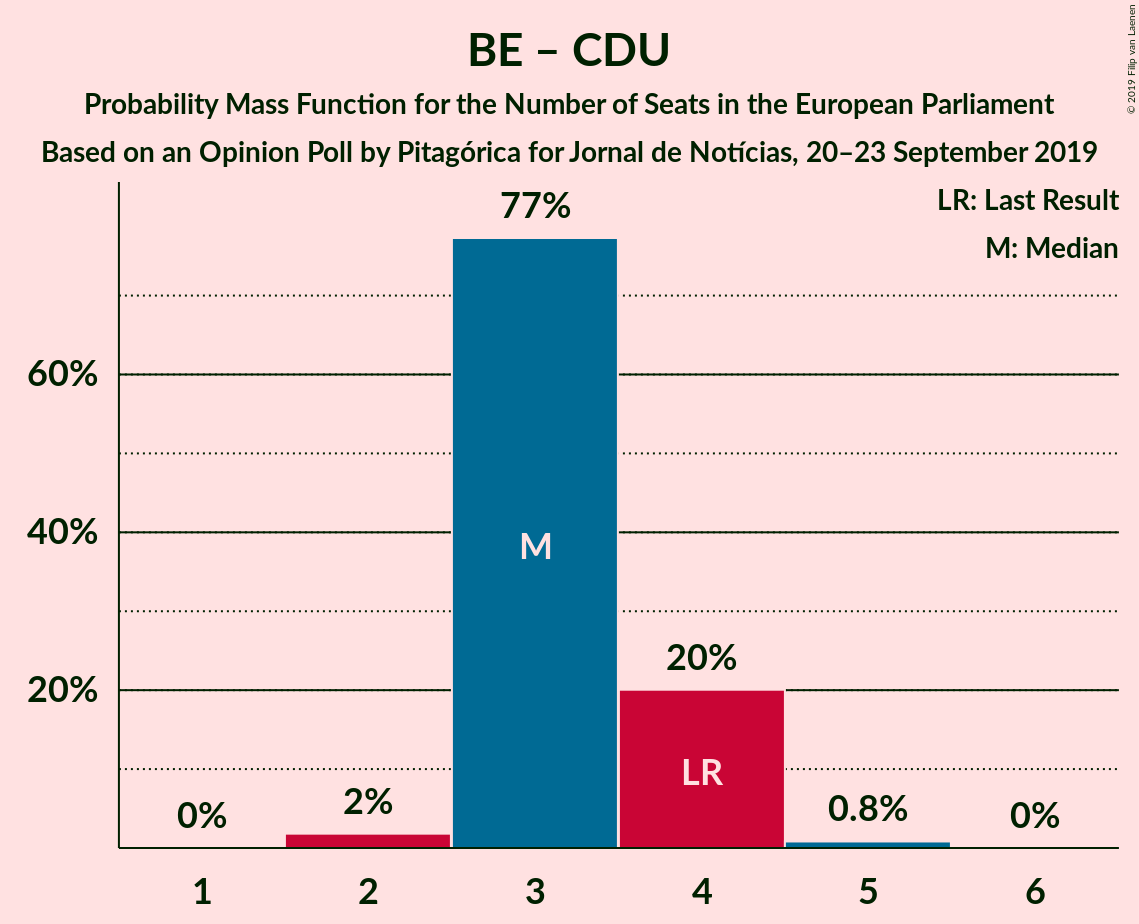 BE – CDU
Probability Mass Function for the Number of Seats in the European Parliament
Based on an Opinion Poll by Pitagórica for Jornal de Notícias, 20–23 September 2019
© 2019 Filip van Laenen
LR: Last Result
M: Median
77%
60%
40%
20%
M
20%
LR
0%
2%
0.8%
0%
1 2 3 4 5 6